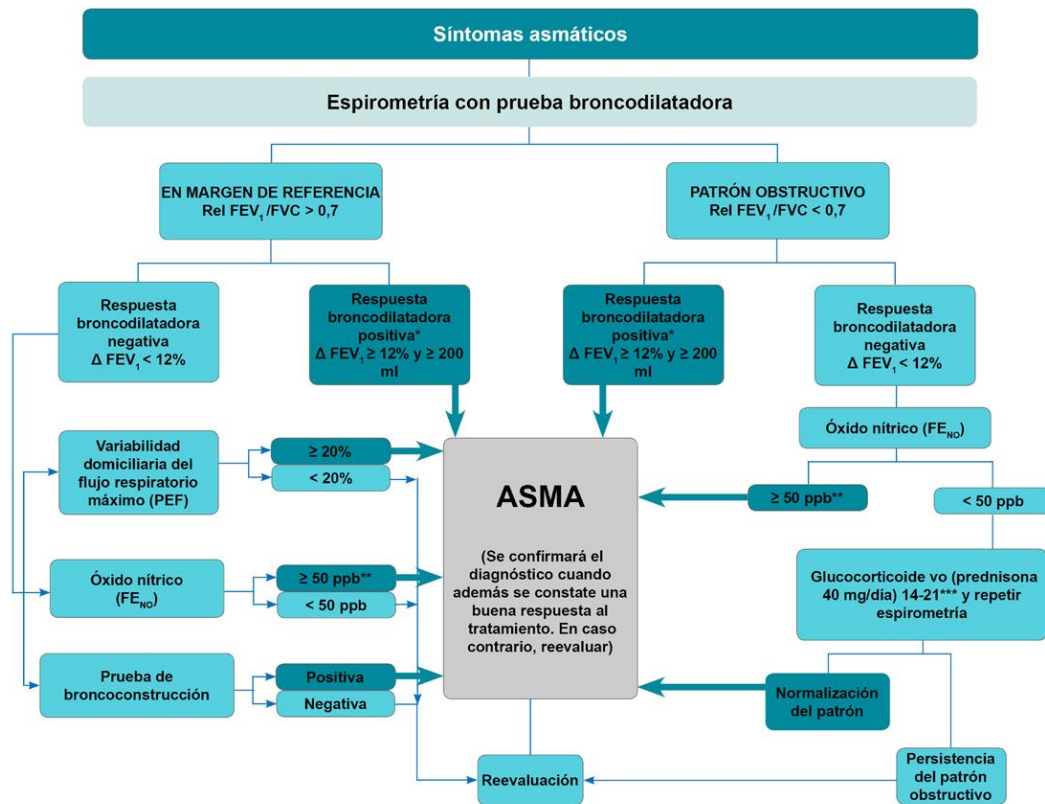 Síntomas asmáticos
Espirometría con prueba broncodilatadora
EN MARGEN DE REFERENCIA
Rel FEV₁/FVC > 0,7
PATRÓN OBSTRUCTIVO
Rel FEV₁/FVC < 0,7
Respuesta
broncodilatadora
negativa
Δ FEV₁ < 12%
Respuesta
broncodilatadora
positiva*
Δ FEV₁ ≥ 12% y ≥ 200
ml
Respuesta
broncodilatadora
positiva*
Δ FEV₁ ≥ 12% y ≥ 200
ml
Respuesta
broncodilatadora
negativa
Δ FEV₁ < 12%
Óxido nítrico (FE_NO)
≥ 50 ppb**
< 50 ppb
Variabilidad
domiciliaria del
flujo respiratorio
máximo (PEF)
≥ 20%
< 20%
Óxido nítrico
(FE_NO)
≥ 50 ppb**
< 50 ppb
Prueba de
broncoconstrucción
Positiva
Negativa
ASMA
(Se confirmará el
diagnóstico cuando
además se constate una
buena respuesta al
tratamiento. En caso
contrario, reevaluar)
Glucocorticoide vo (prednisona
40 mg/día) 14-21*** y repetir
espirometría
Normalización
del patrón
Persistencia
del patrón
obstructivo
Reevaluación